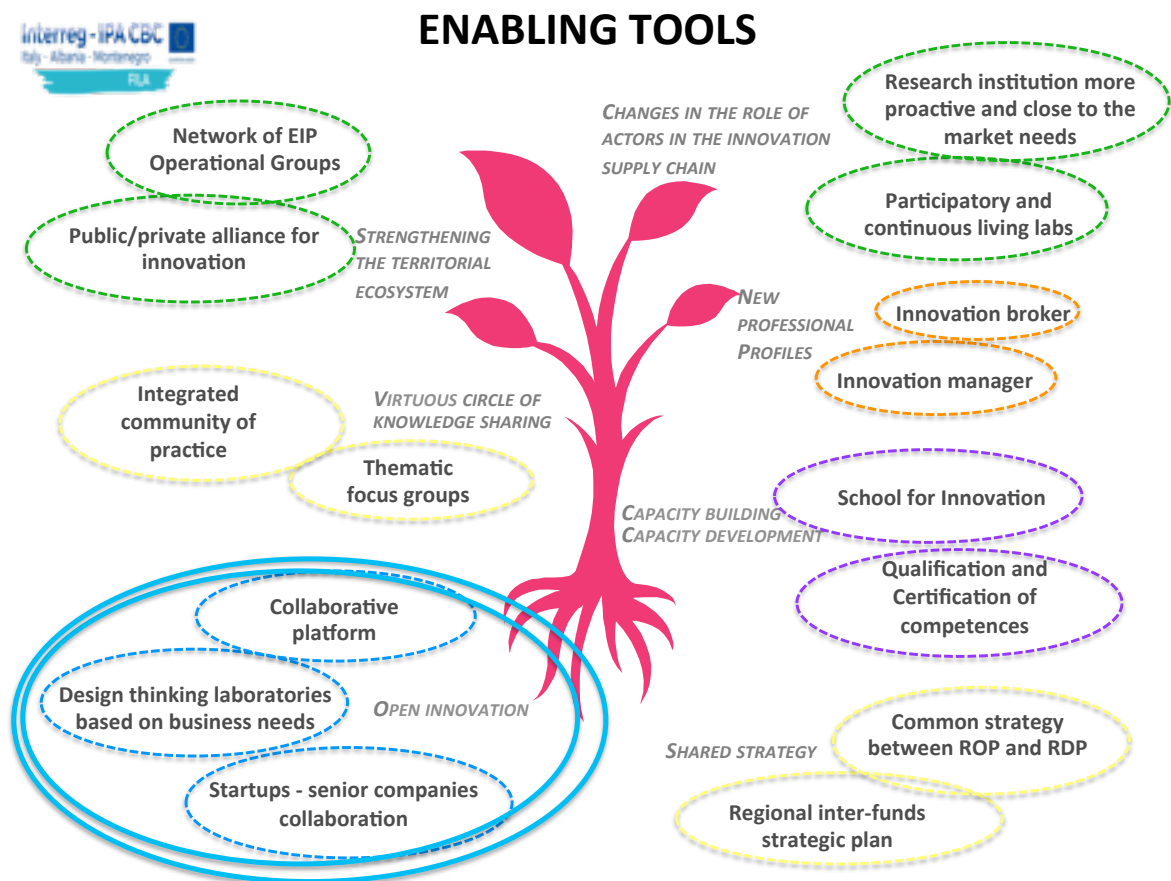 ENABLING TOOLS
Interreg - IPA CBC
Italy - Albania - Montenegro
FILA
Network of EIP
Operational Groups
Public/private alliance for
innovation
STRENGTHENING
THE TERRITORIAL
ECOSYSTEM
CHANGES IN THE ROLE OF
ACTORS IN THE INNOVATION
SUPPLY CHAIN
Research institution more
proactive and close to the
market needs
Participatory and
continuous living labs
NEW
PROFESSIONAL
PROFILES
Innovation broker
Innovation manager
Integrated
community of
practice
VIRTUOUS CIRCLE OF
KNOWLEDGE SHARING
Thematic
focus groups
CAPACITY BUILDING
CAPACITY DEVELOPMENT
School for Innovation
Qualification and
Certification of
competences
Collaborative
platform
Design thinking laboratories
based on business needs
OPEN INNOVATION
Startups - senior companies
collaboration
SHARED STRATEGY
Common strategy
between ROP and RDP
Regional inter-funds
strategic plan